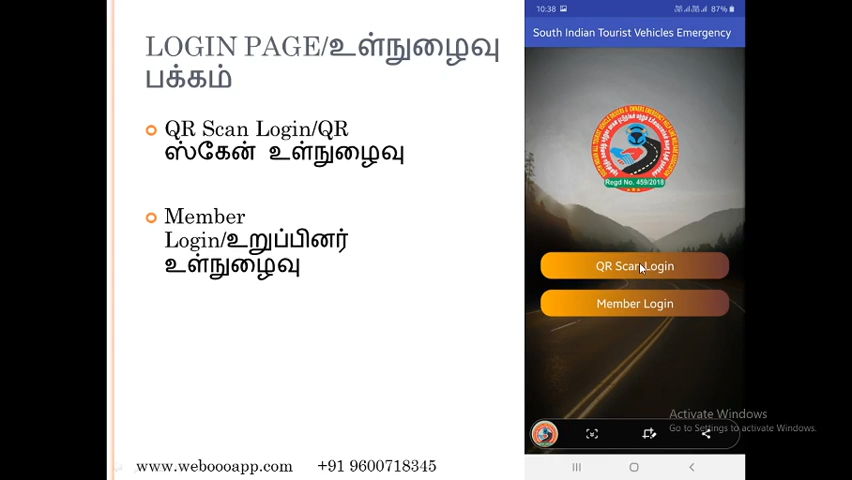 LOGIN PAGE/உள்நுழைவு
பக்கம்
QR Scan Login/QR
ஸ்கேன் உள்நுழைவு
Member
Login/உறுப்பினர்
உள்நுழைவு
www.weboooapp.com +91 9600718345
10:38 87%
South Indian Tourist Vehicles Emergency
Regd No. 459/2018
QR Scan Login
Member Login
Activate Windows
Go to Settings to activate Windows.